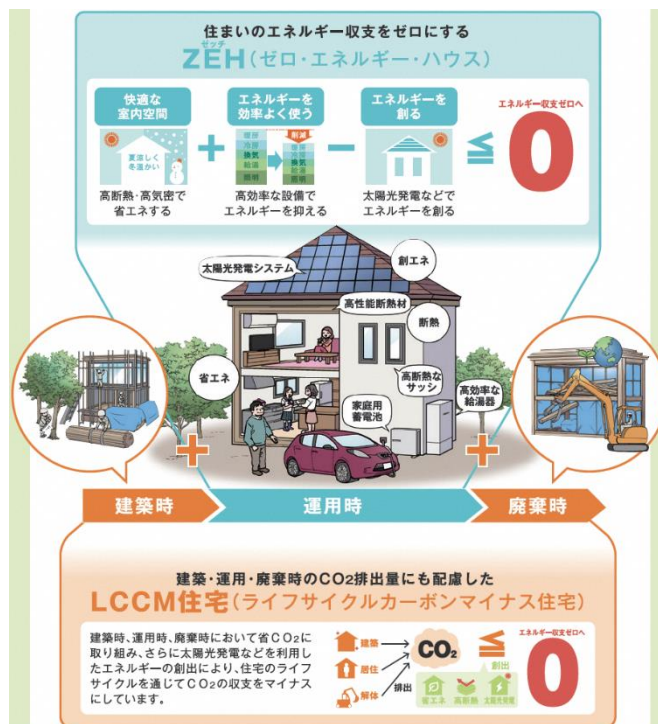 住まいのエネルギー収支をゼロにする
ゼッチ
ZEH(ゼロ・エネルギー・ハウス)
快適な
室内空間
夏涼しく
冬温かい
高断熱・高気密で
省エネする
+
エネルギーを
効率よく使う
暖房
冷房
換気
給湯
照明
削減
暖房
冷房
換気
給湯
照明
高効率な設備で
エネルギーを抑える
−
エネルギーを
創る
太陽光発電などで
エネルギーを創る
≦
エネルギー収支ゼロへ
0
太陽光発電システム
創エネ
高性能断熱材
断熱
省エネ
高断熱な
サッシ
高効率な
給湯器
家庭用
蓄電池
+
+
建築時
運用時
廃棄時
建築・運用・廃棄時のCO2排出量にも配慮した
LCCM住宅(ライフサイクルカーボンマイナス住宅)
建築時、運用時、廃棄時において省CO2に
取り組み、さらに太陽光発電などを利用し
たエネルギーの創出により、住宅のライフ
サイクルを通じてCO2の収支をマイナス
にしています。
建築
居住
解体
排出
CO2
≦
創出
省エネ
高断熱
太陽光発電
エネルギー収支ゼロへ
0